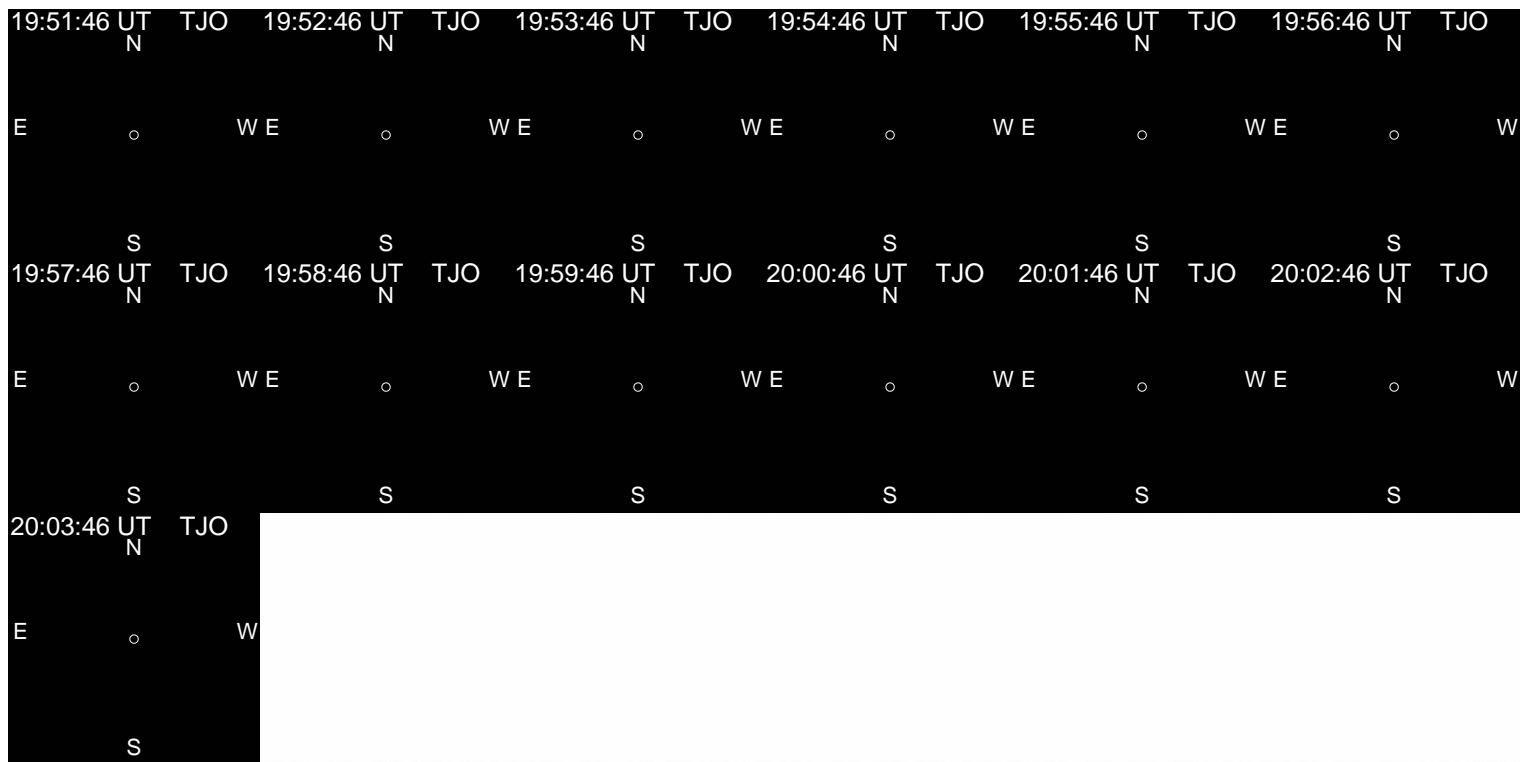 19:51:46 UT TJO 19:52:46 UT TJO 19:53:46 UT TJO 19:54:46 UT TJO 19:55:46 UT TJO 19:56:46 UT TJO
N N N N N N
E W E W E W E W E W E W
S S S S S S
19:57:46 UT TJO 19:58:46 UT TJO 19:59:46 UT TJO 20:00:46 UT TJO 20:01:46 UT TJO 20:02:46 UT TJO
N N N N N N
E W E W E W E W E W E W
S S S S S S
20:03:46 UT TJO
N
E W
S